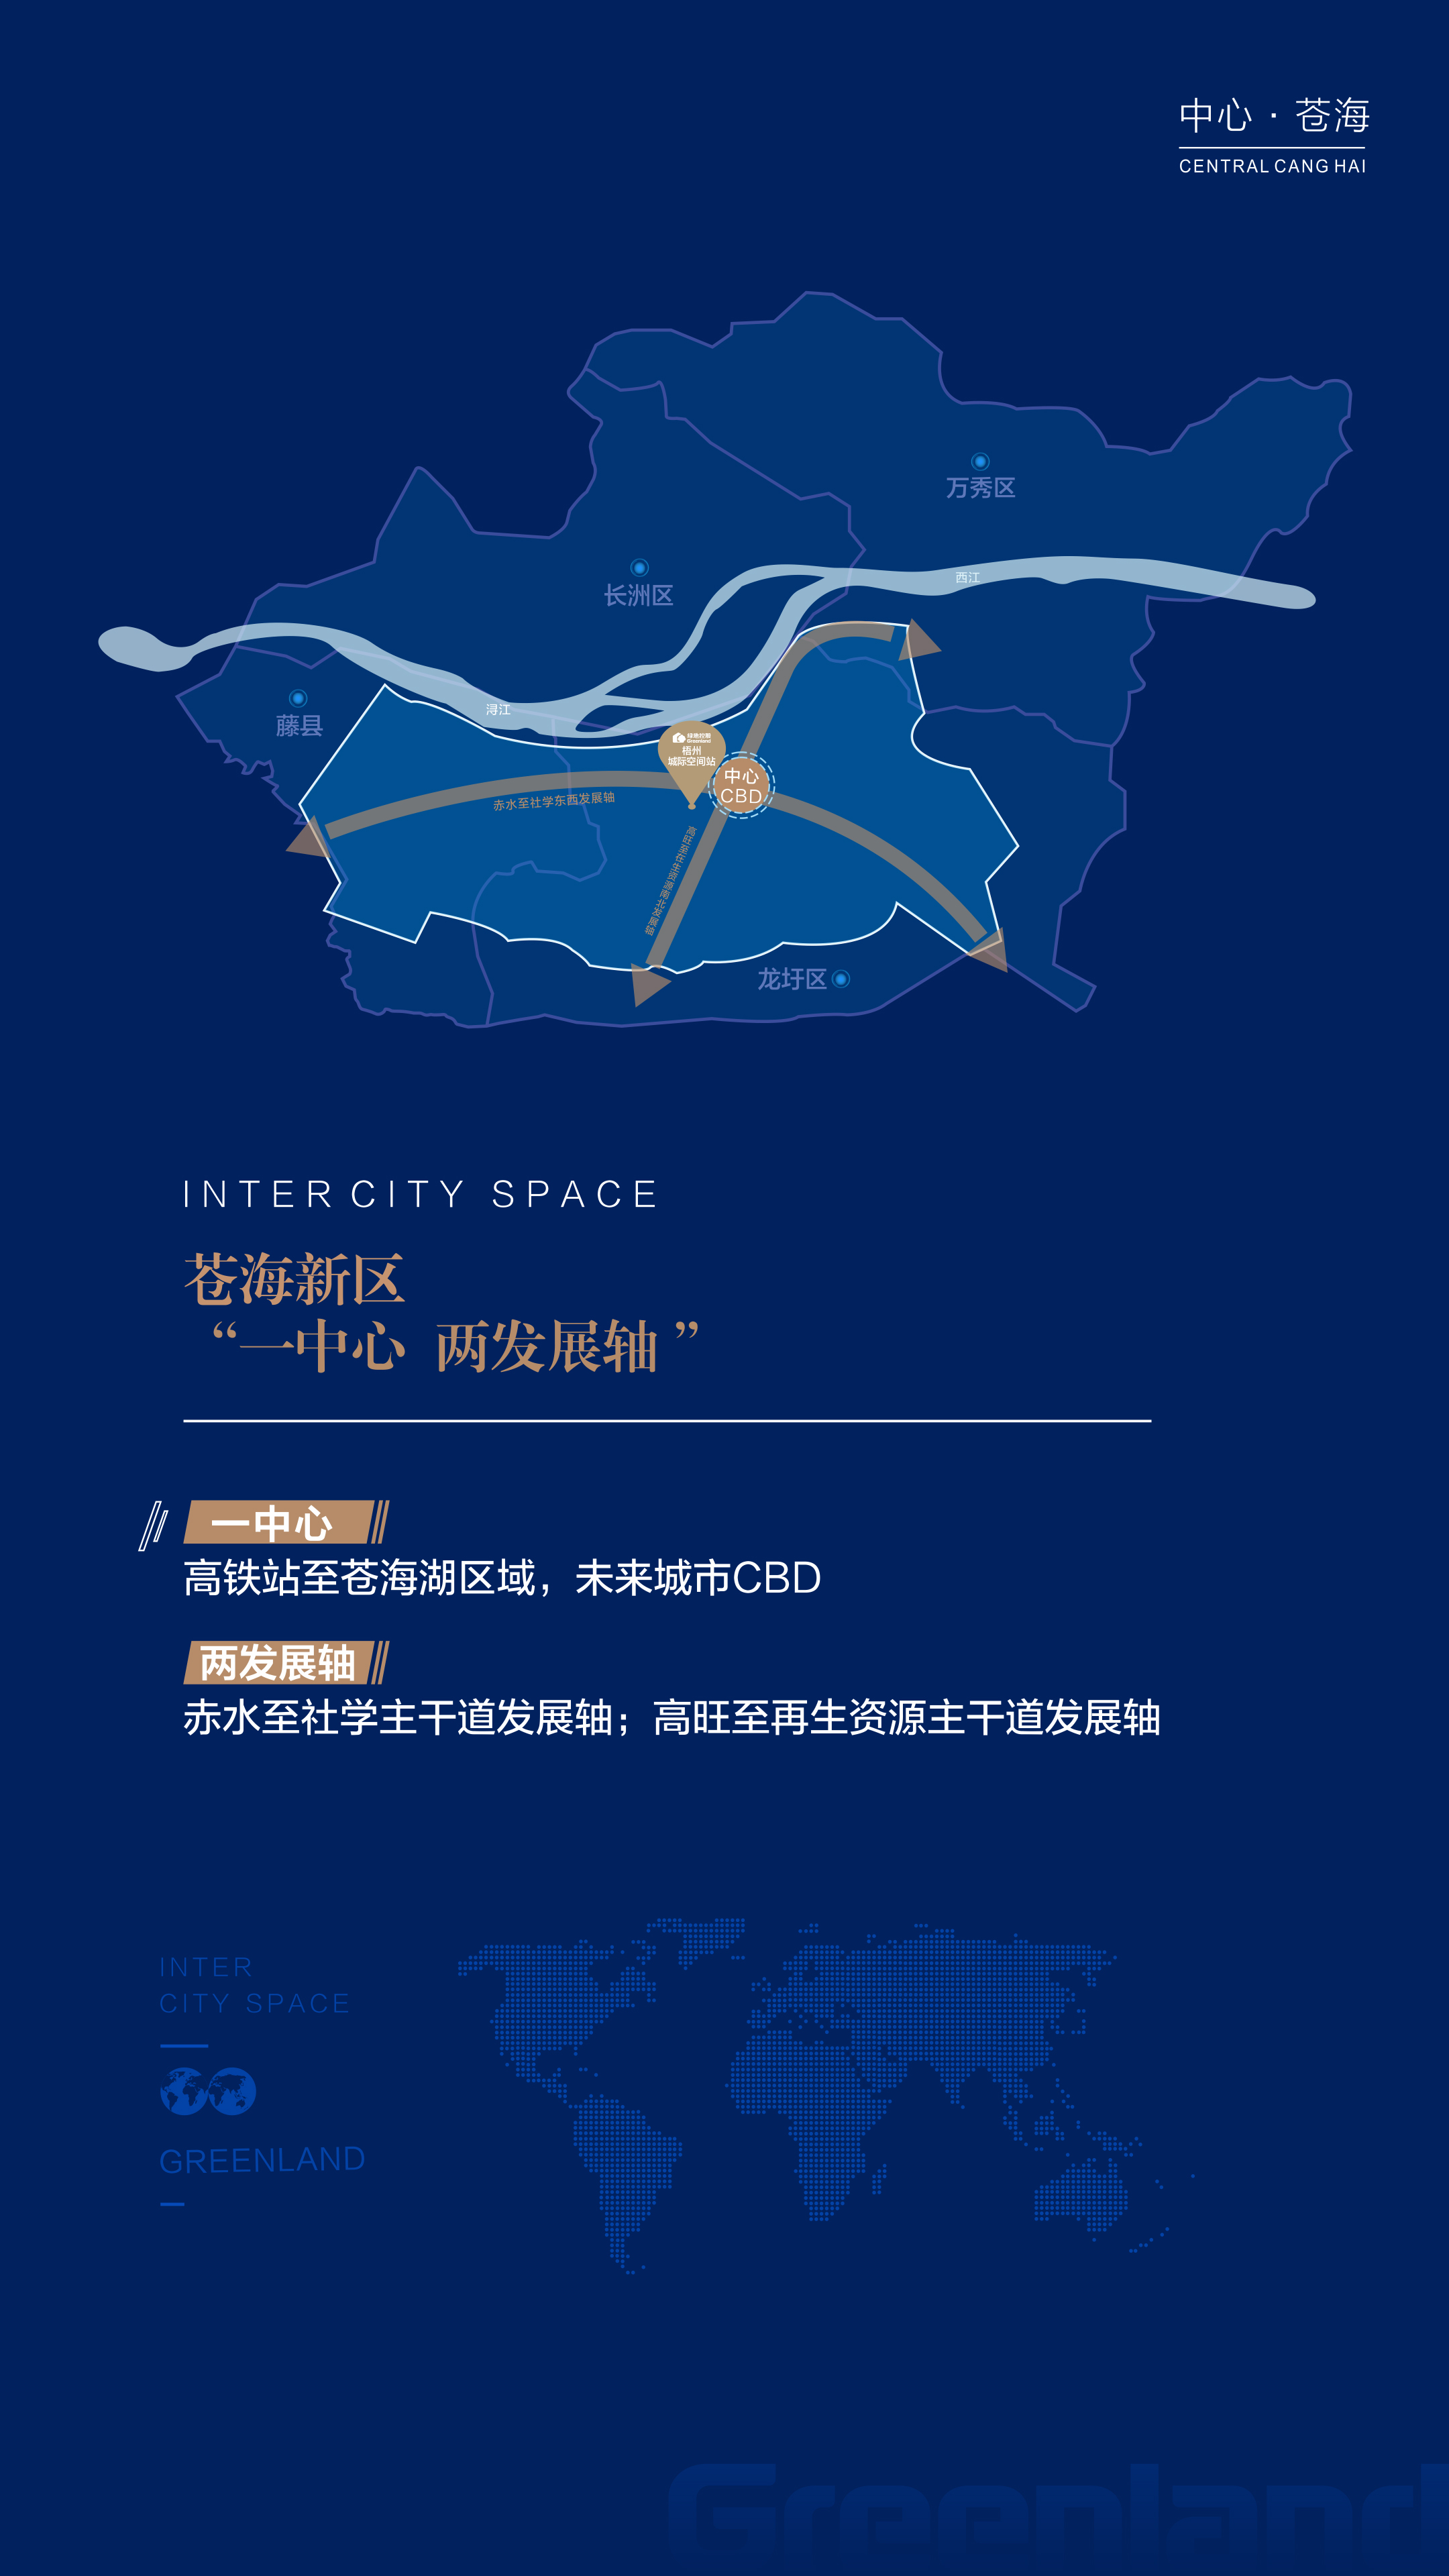 中心 · 苍海
CENTRAL CANG HAI
万秀区
长洲区
西江
藤县
浔江
绿地控股
Greenland
梧州
城际空间站
中心
CBD
赤水至社学东西发展轴
高旺至再生资源南北发展轴
龙圩区
INTER CITY SPACE
苍海新区
“一中心 两发展轴”
一中心
高铁站至苍海湖区域，未来城市CBD
两发展轴
赤水至社学主干道发展轴；高旺至再生资源主干道发展轴
INTER
CITY SPACE
GREENLAND
Greenland